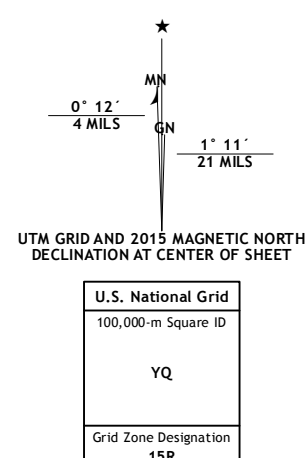 ★
MN
0° 12´
4 MILS
GN
1° 11´
21 MILS
UTM GRID AND 2015 MAGNETIC NORTH
DECLINATION AT CENTER OF SHEET
U.S. National Grid
100,000-m Square ID
YQ
Grid Zone Designation
15R